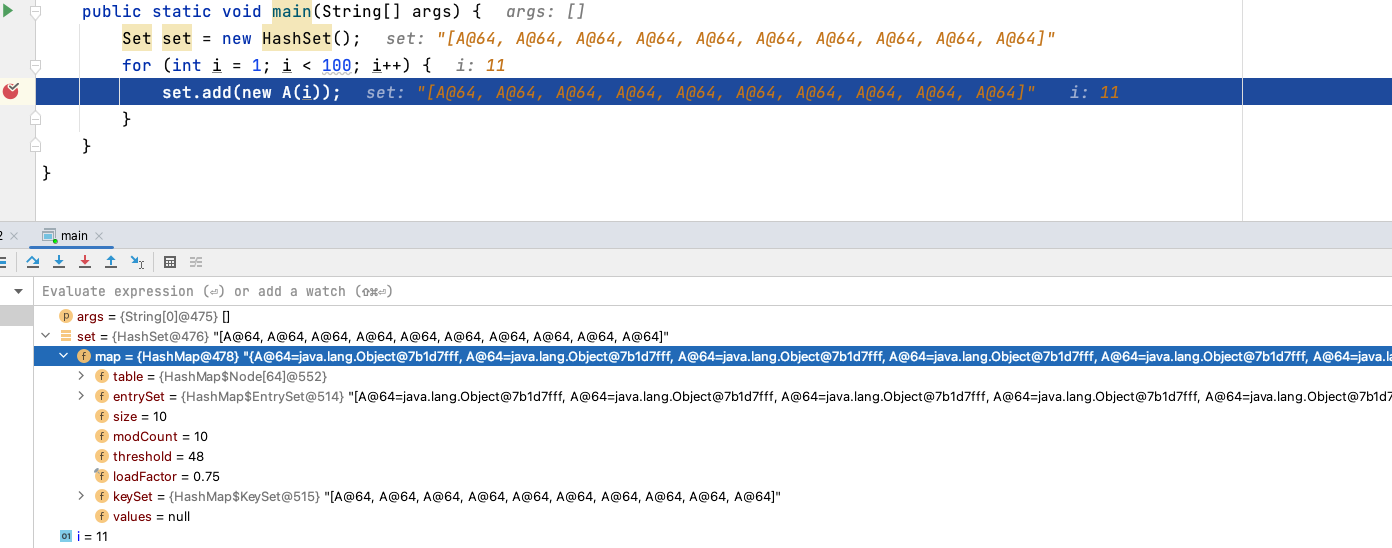 public static void main(String[] args) {   args: []
Set set = new HashSet();   set: "[A@64, A@64, A@64, A@64, A@64, A@64, A@64, A@64, A@64, A@64]"
for (int i = 1; i < 100; i++) {   i: 11
set.add(new A(i));   set: "[A@64, A@64, A@64, A@64, A@64, A@64, A@64, A@64, A@64, A@64]"   i: 11
}
}
}
2 × main ×
Evaluate expression (⏎) or add a watch (⇧⌘⏎)
p args = {String[0]@475} []
set = {HashSet@476} "[A@64, A@64, A@64, A@64, A@64, A@64, A@64, A@64, A@64, A@64]"
f map = {HashMap@478} "{A@64=java.lang.Object@7b1d7fff, A@64=java.lang.Object@7b1d7fff, A@64=java.lang.Object@7b1d7fff, A@64=java.lang.Object@7b1d7fff, A@64=java.lang.Object@7b1d7fff, A@64=java.l
f table = {HashMap$Node[64]@552}
f entrySet = {HashMap$EntrySet@514} "[A@64=java.lang.Object@7b1d7fff, A@64=java.lang.Object@7b1d7fff, A@64=java.lang.Object@7b1d7fff, A@64=java.lang.Object@7b1d7fff, A@64=java.lang.Object@7b1d7
f size = 10
f modCount = 10
f threshold = 48
f loadFactor = 0.75
f keySet = {HashMap$KeySet@515} "[A@64, A@64, A@64, A@64, A@64, A@64, A@64, A@64, A@64, A@64]"
f values = null
01 i = 11